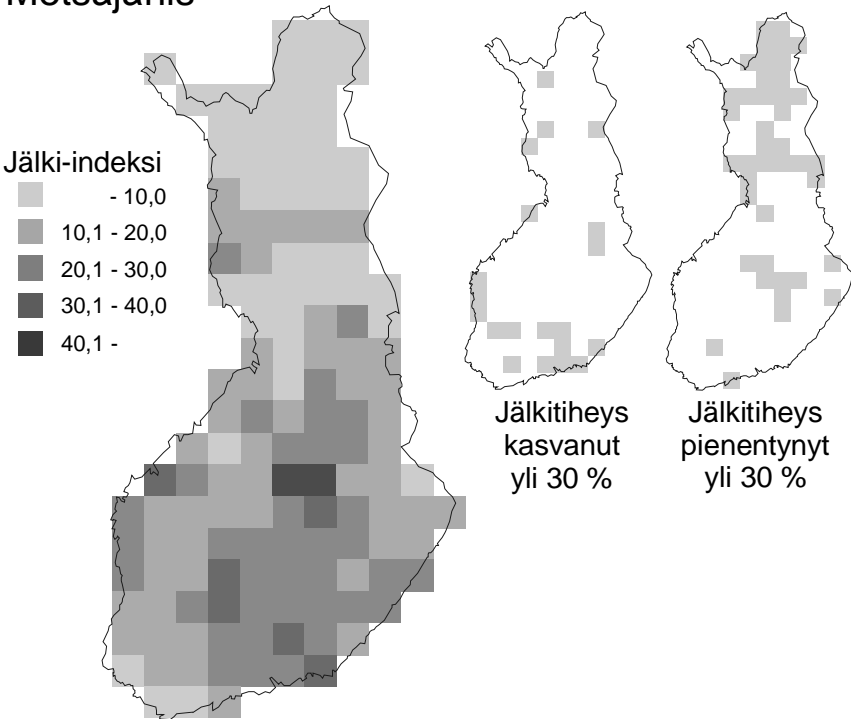 Metsäjänis
Jälki-indeksi
- 10,0
10,1 - 20,0
20,1 - 30,0
30,1 - 40,0
40,1 -
Jälkitiheys
kasvanut
yli 30 %
Jälkitiheys
pienentynyt
yli 30 %